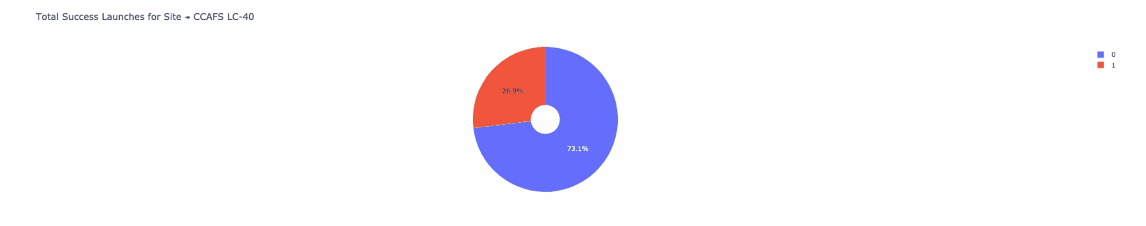 Total Success Launches for Site → CCAFS LC-40
0
1
26.9%
73.1%